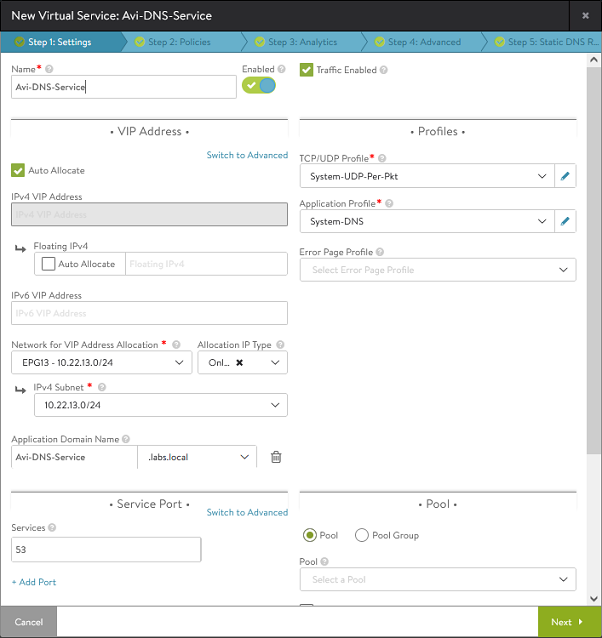 New Virtual Service: Avi-DNS-Service
Step 1: Settings
Step 2: Policies
Step 3: Analytics
Step 4: Advanced
Step 5: Static DNS R...
Name*
Enabled
Avi-DNS-Service
Traffic Enabled
• VIP Address •
Switch to Advanced
Auto Allocate
IPv4 VIP Address
IPv4 VIP Address
Floating IPv4
Auto Allocate
Floating IPv4
IPv6 VIP Address
IPv6 VIP Address
Network for VIP Address Allocation *
Allocation IP Type
EPG13 - 10.22.13.0/24
Onl... ✖
IPv4 Subnet *
10.22.13.0/24
Application Domain Name
Avi-DNS-Service
.labs.local
• Profiles •
TCP/UDP Profile*
System-UDP-Per-Pkt
Application Profile*
System-DNS
Error Page Profile
Select Error Page Profile
• Service Port •
Switch to Advanced
Services
53
+ Add Port
• Pool •
Pool
Pool Group
Pool
Select a Pool
Cancel
Next